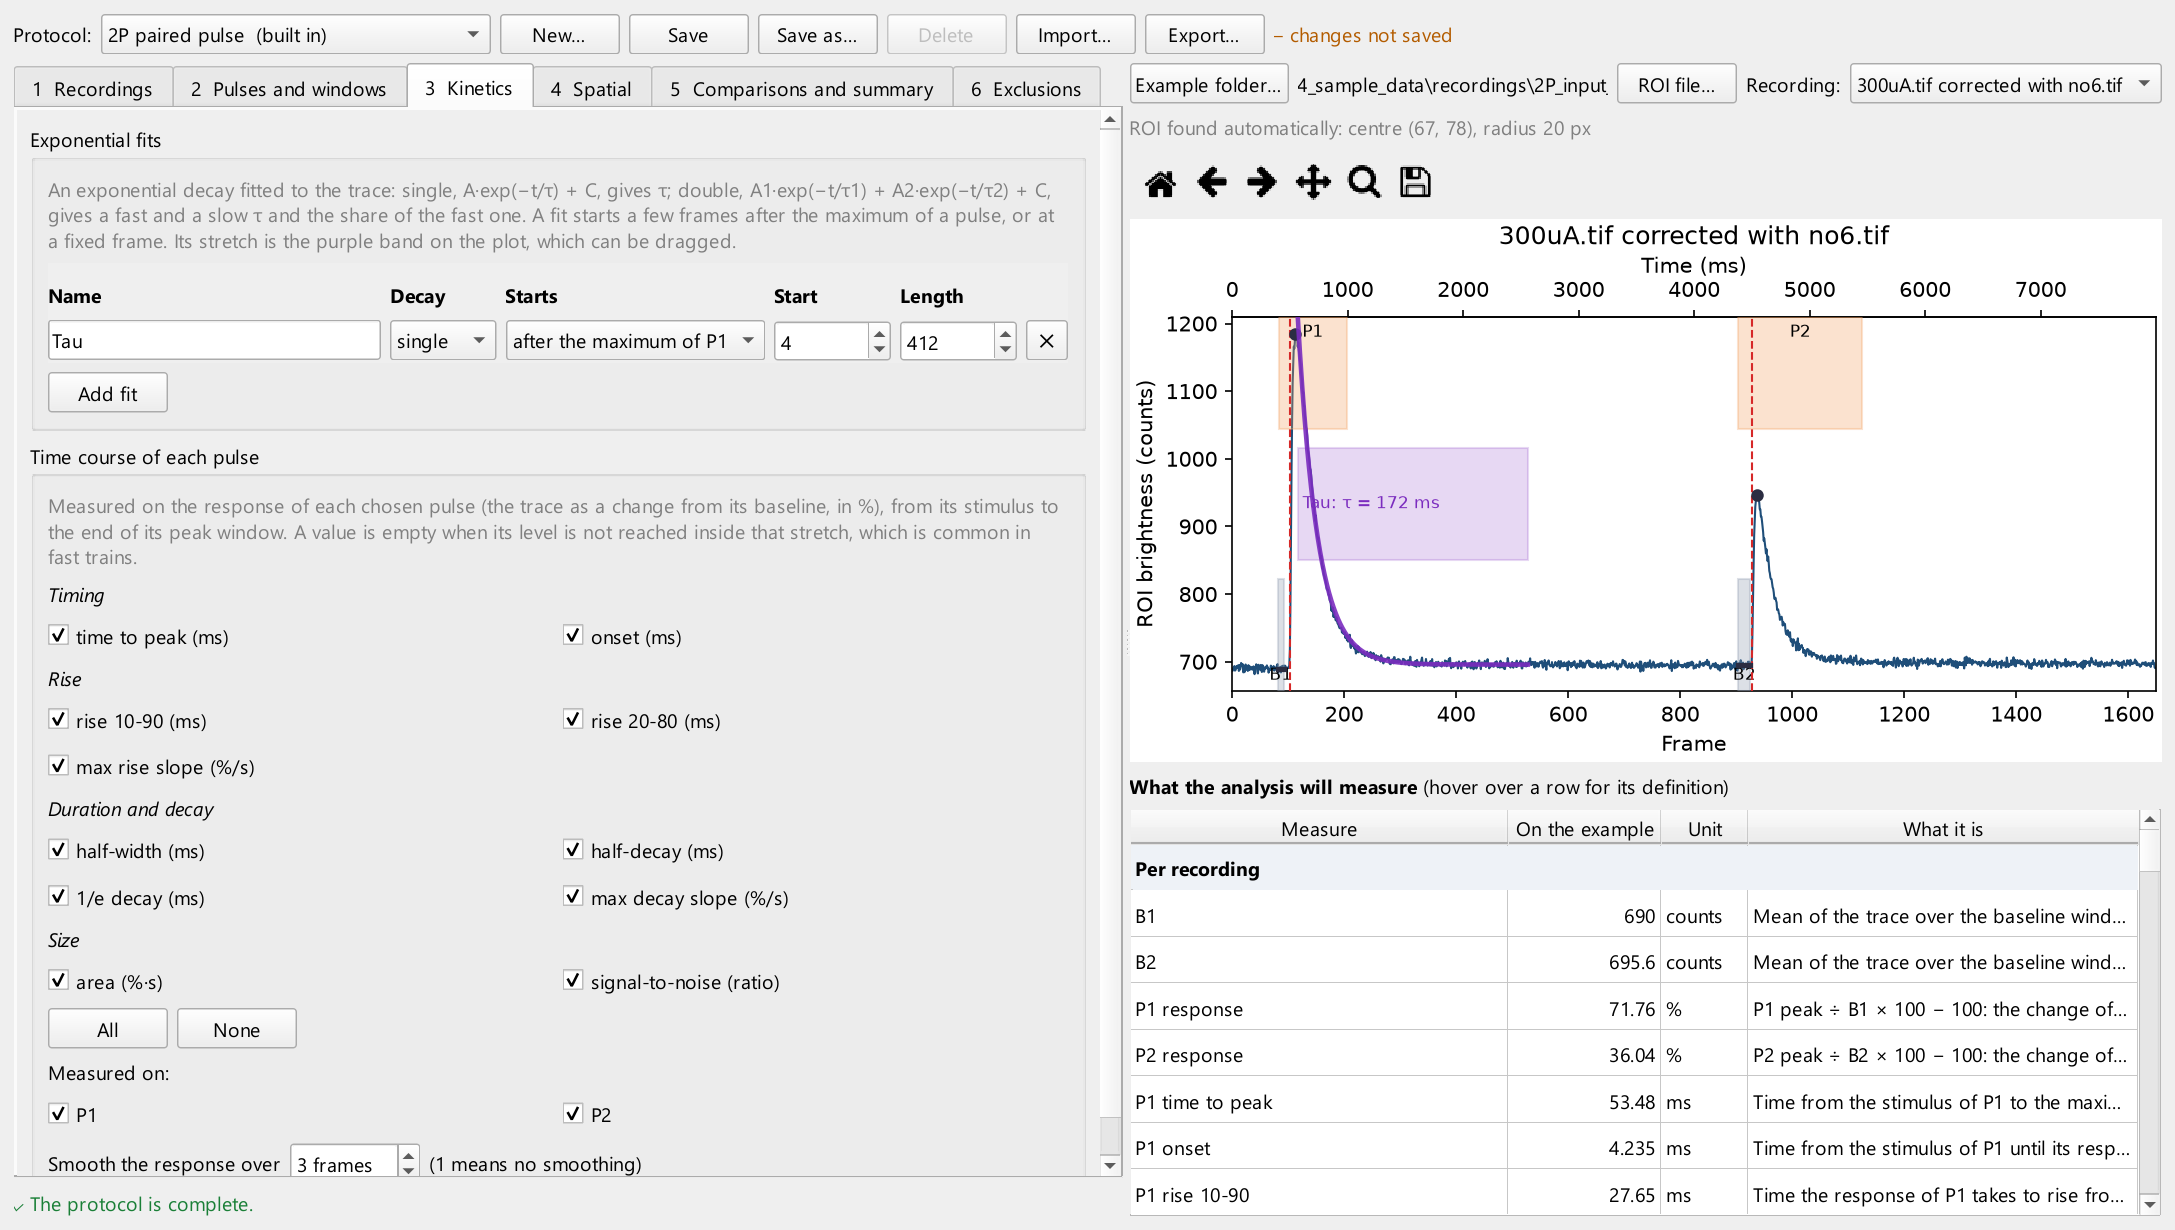 Protocol: 2P paired pulse (built in) New... Save Save as... Delete Import... Export... – changes not saved
1 Recordings 2 Pulses and windows 3 Kinetics 4 Spatial 5 Comparisons and summary 6 Exclusions
Exponential fits
An exponential decay fitted to the trace: single, A·exp(−t/τ) + C, gives τ; double, A1·exp(−t/τ1) + A2·exp(−t/τ2) + C,
gives a fast and a slow τ and the share of the fast one. A fit starts a few frames after the maximum of a pulse, or at
a fixed frame. Its stretch is the purple band on the plot, which can be dragged.
Name Decay Starts Start Length
Tau single after the maximum of P1 4 412
Add fit
Time course of each pulse
Measured on the response of each chosen pulse (the trace as a change from its baseline, in %), from its stimulus to
the end of its peak window. A value is empty when its level is not reached inside that stretch, which is common in
fast trains.
Timing
time to peak (ms) onset (ms)
Rise
rise 10-90 (ms) rise 20-80 (ms)
max rise slope (%/s)
Duration and decay
half-width (ms) half-decay (ms)
1/e decay (ms) max decay slope (%/s)
Size
area (%·s) signal-to-noise (ratio)
All None
Measured on:
P1 P2
Smooth the response over 3 frames (1 means no smoothing)
✓ The protocol is complete.
Example folder... 4_sample_data\recordings\2P_input_ ROI file... Recording: 300uA.tif corrected with no6.tif
ROI found automatically: centre (67, 78), radius 20 px
300uA.tif corrected with no6.tif
Time (ms)
0 1000 2000 3000 4000 5000 6000 7000
ROI brightness (counts)
1200
1100
1000
900
800
700
P1 P2
Tau: τ = 172 ms
B1 B2
0 200 400 600 800 1000 1200 1400 1600
Frame
What the analysis will measure (hover over a row for its definition)
Measure On the example Unit What it is
Per recording
B1 690 counts Mean of the trace over the baseline wind...
B2 695.6 counts Mean of the trace over the baseline wind...
P1 response 71.76 % P1 peak ÷ B1 × 100 − 100: the change of...
P2 response 36.04 % P2 peak ÷ B2 × 100 − 100: the change of...
P1 time to peak 53.48 ms Time from the stimulus of P1 to the maxi...
P1 onset 4.235 ms Time from the stimulus of P1 until its resp...
P1 rise 10-90 27.65 ms Time the response of P1 takes to rise fro...